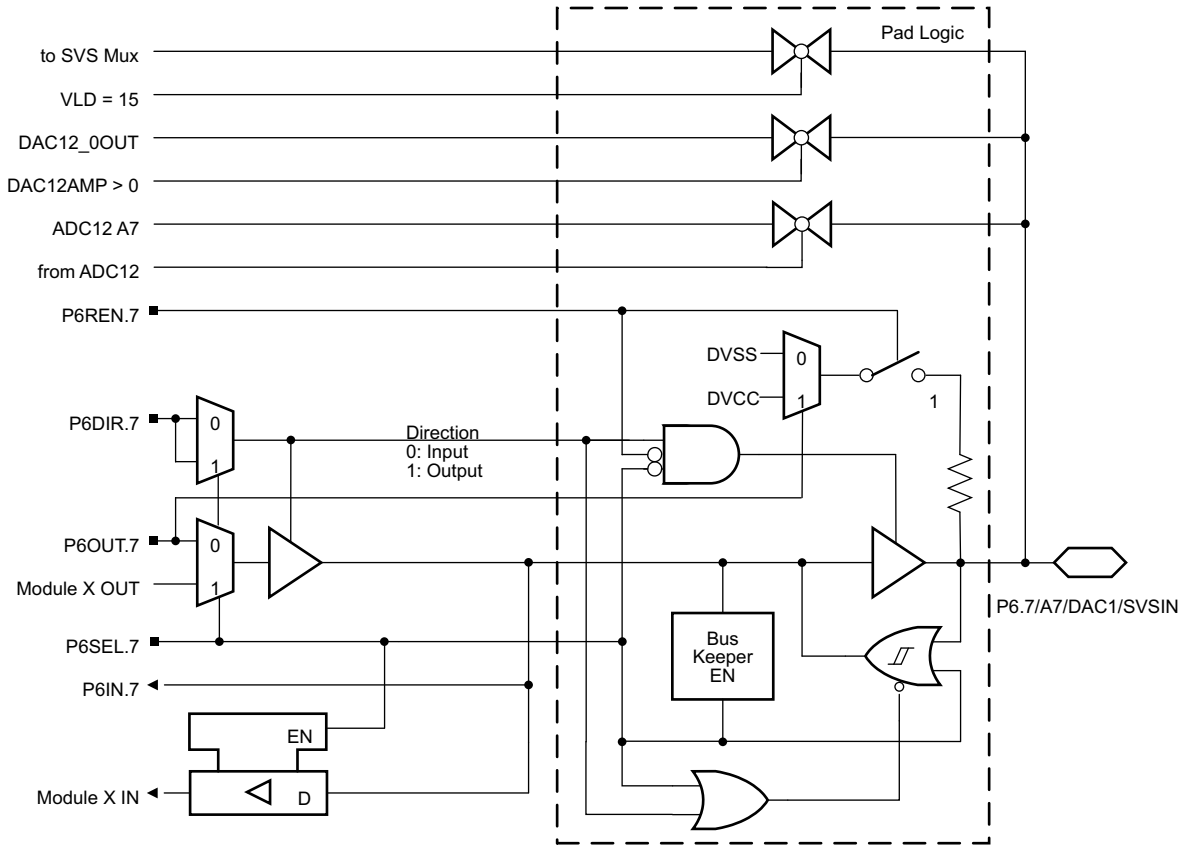 Pad Logic
to SVS Mux
VLD = 15
DAC12_0OUT
DAC12AMP > 0
ADC12 A7
from ADC12
P6REN.7
DVSS
0
DVCC
1
1
P6DIR.7
0
1
Direction
0: Input
1: Output
P6OUT.7
0
Module X OUT
1
P6.7/A7/DAC1/SVSIN
P6SEL.7
Bus
Keeper
EN
P6IN.7
EN
Module X IN
D